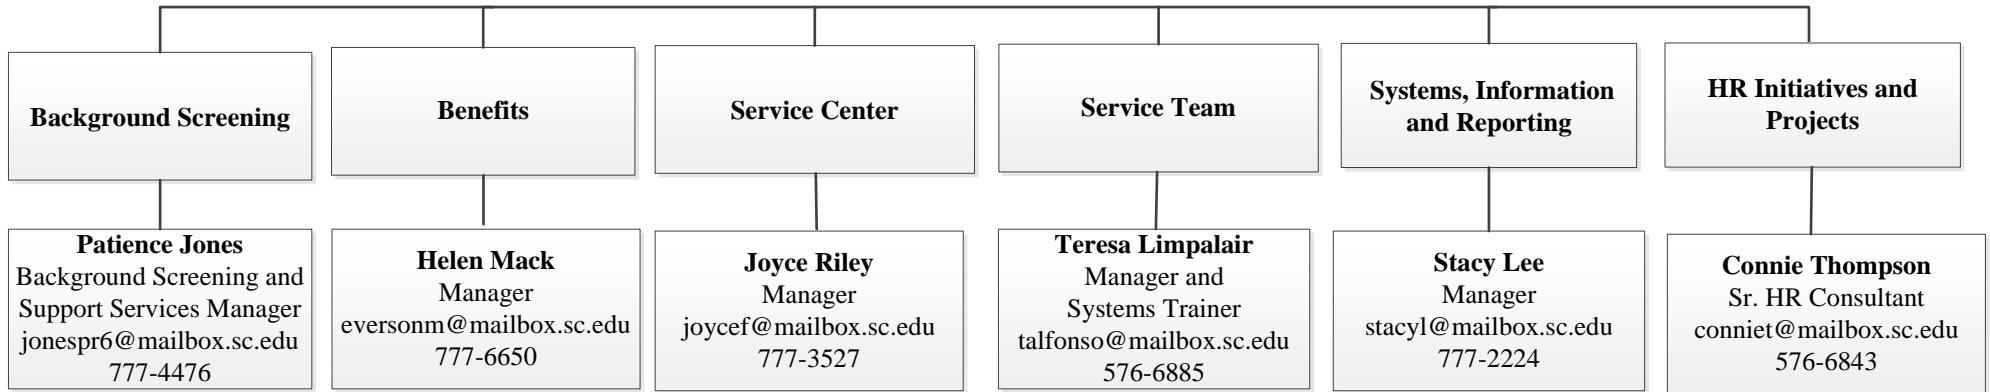 Background Screening
Benefits
Service Center
Service Team
Systems, Information
and Reporting
HR Initiatives and
Projects
Patience Jones
Background Screening and
Support Services Manager
jonespr6@mailbox.sc.edu
777-4476
Helen Mack
Manager
eversonm@mailbox.sc.edu
777-6650
Joyce Riley
Manager
joycef@mailbox.sc.edu
777-3527
Teresa Limpalair
Manager and
Systems Trainer
talfonso@mailbox.sc.edu
576-6885
Stacy Lee
Manager
stacyl@mailbox.sc.edu
777-2224
Connie Thompson
Sr. HR Consultant
conniet@mailbox.sc.edu
576-6843